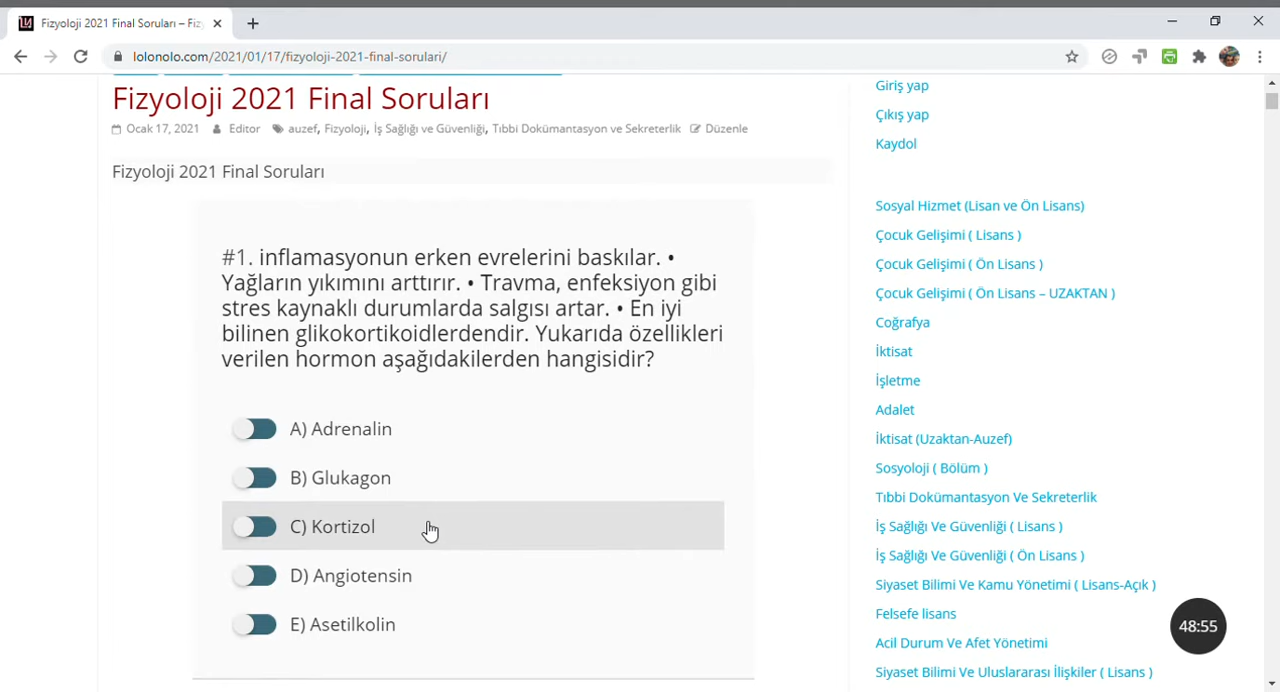 Fizyoloji 2021 Final Soruları – Fiz
lolonolo.com/2021/01/17/fizyoloji-2021-final-sorulari/
Fizyoloji 2021 Final Soruları
Ocak 17, 2021 Editor auzef, Fizyoloji, İş Sağlığı ve Güvenliği, Tıbbi Dokümantasyon ve Sekreterlik Düzenle
Fizyoloji 2021 Final Soruları
#1. inflamasyonun erken evrelerini baskılar. •
Yağların yıkımını arttırır. • Travma, enfeksiyon gibi
stres kaynaklı durumlarda salgısı artar. • En iyi
bilinen glikokortikoidlerdendir. Yukarıda özellikleri
verilen hormon aşağıdakilerden hangisidir?
A) Adrenalin
B) Glukagon
C) Kortizol
D) Angiotensin
E) Asetilkolin
Giriş yap
Çıkış yap
Kaydol
Sosyal Hizmet (Lisan ve Ön Lisans)
Çocuk Gelişimi ( Lisans )
Çocuk Gelişimi ( Ön Lisans )
Çocuk Gelişimi ( Ön Lisans – UZAKTAN )
Coğrafya
İktisat
İşletme
Adalet
İktisat (Uzaktan-Auzef)
Sosyoloji ( Bölüm )
Tıbbi Dokümantasyon Ve Sekreterlik
İş Sağlığı Ve Güvenliği ( Lisans )
İş Sağlığı Ve Güvenliği ( Ön Lisans )
Siyaset Bilimi Ve Kamu Yönetimi ( Lisans-Açık )
Felsefe lisans
Acil Durum Ve Afet Yönetimi
Siyaset Bilimi Ve Uluslararası İlişkiler ( Lisans )
48:55